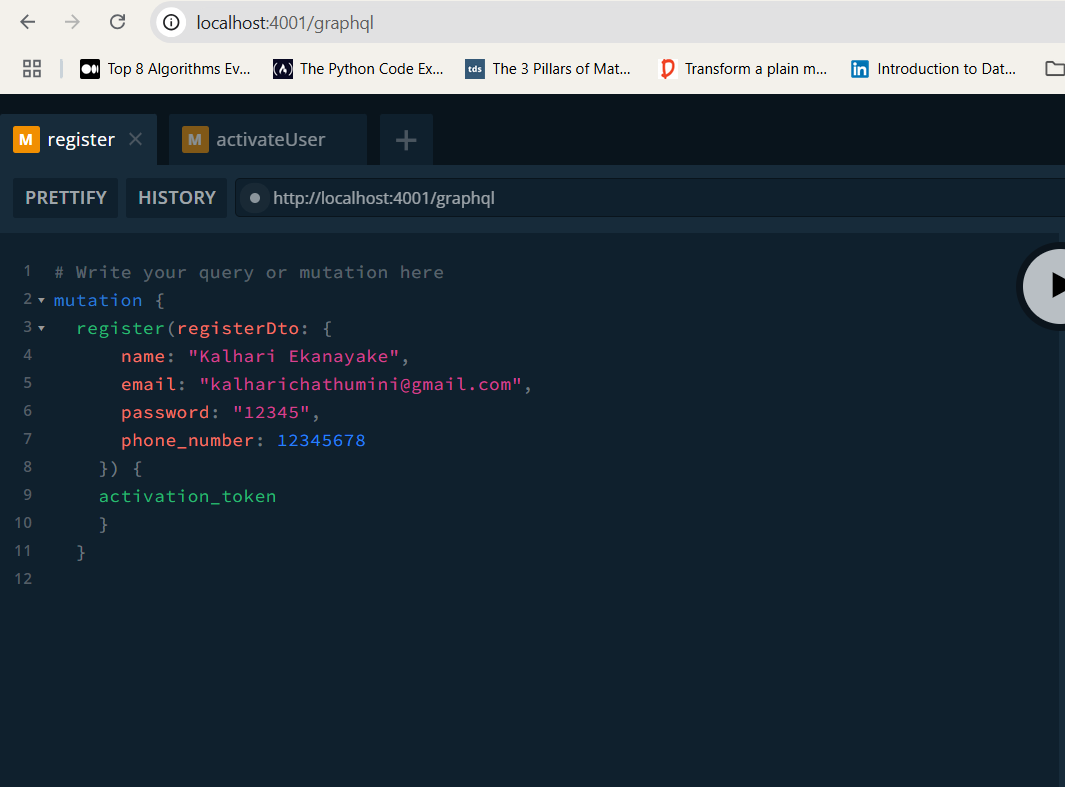 localhost:4001/graphql
Top 8 Algorithms Ev... The Python Code Ex... tds The 3 Pillars of Mat... Transform a plain m... in Introduction to Dat...
M register M activateUser
PRETTIFY HISTORY http://localhost:4001/graphql
1 # Write your query or mutation here
2 mutation {
3 register(registerDto: {
4 name: "Kalhari Ekanayake",
5 email: "kalharichathumini@gmail.com",
6 password: "12345",
7 phone_number: 12345678
8 }) {
9 activation_token
10 }
11 }
12